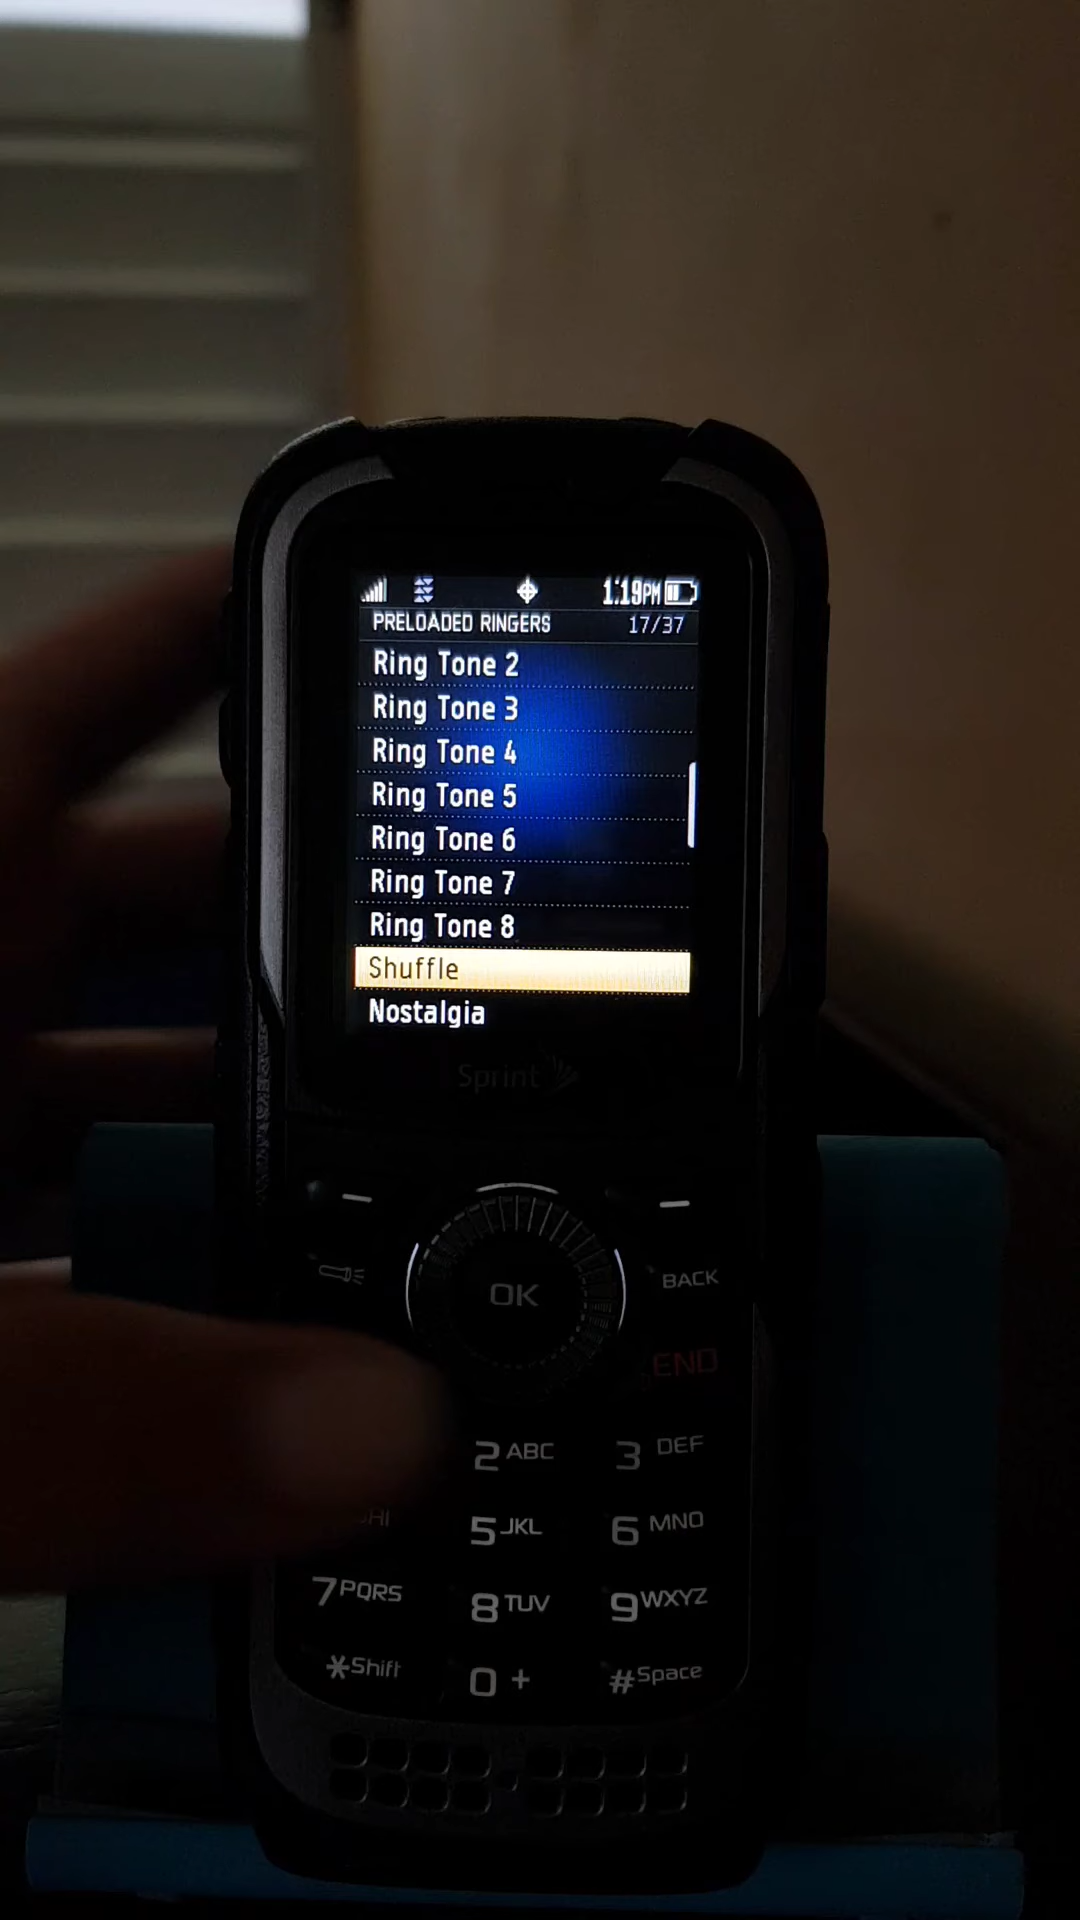 1:19PM
PRELOADED RINGERS 17/37
Ring Tone 2
Ring Tone 3
Ring Tone 4
Ring Tone 5
Ring Tone 6
Ring Tone 7
Ring Tone 8
Shuffle
Nostalgia
Sprint
OK
BACK
END
2 ABC 3 DEF
5 JKL 6 MNO
7 PQRS 8 TUV 9 WXYZ
* Shift 0 + # Space